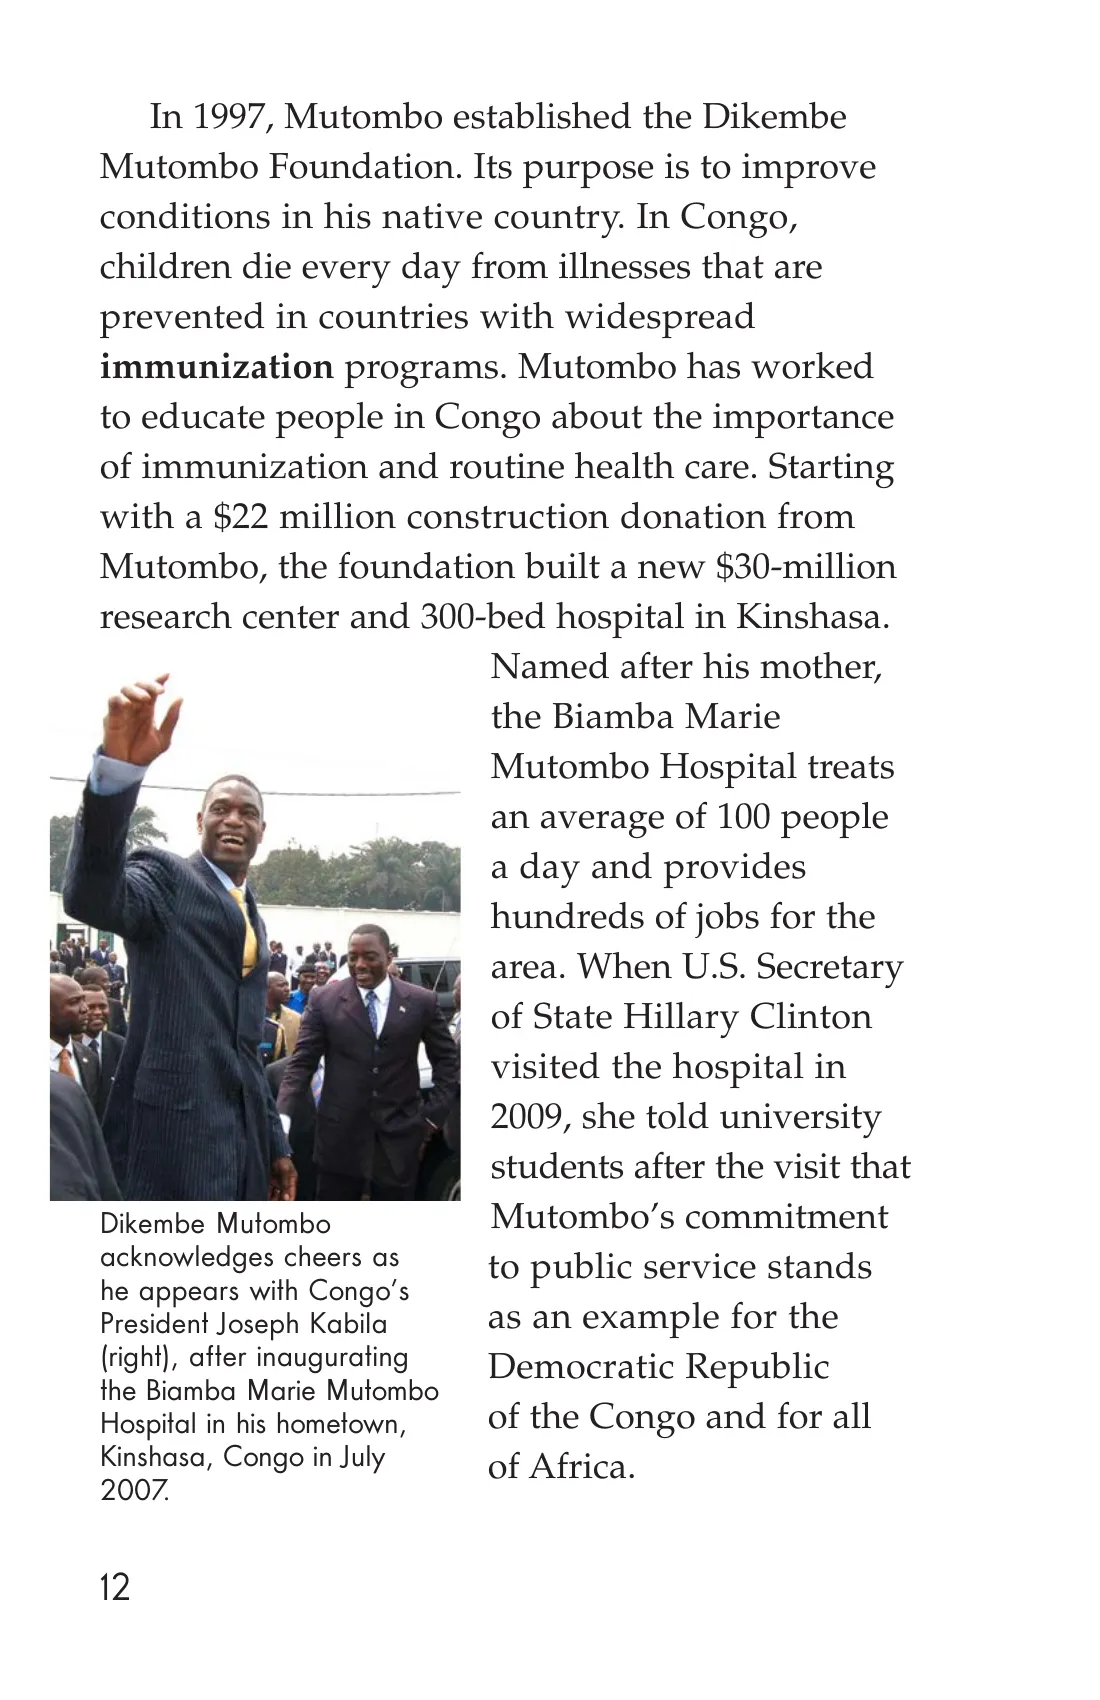 In 1997, Mutombo established the Dikembe
Mutombo Foundation. Its purpose is to improve
conditions in his native country. In Congo,
children die every day from illnesses that are
prevented in countries with widespread
immunization programs. Mutombo has worked
to educate people in Congo about the importance
of immunization and routine health care. Starting
with a $22 million construction donation from
Mutombo, the foundation built a new $30-million
research center and 300-bed hospital in Kinshasa.
Named after his mother,
the Biamba Marie
Mutombo Hospital treats
an average of 100 people
a day and provides
hundreds of jobs for the
area. When U.S. Secretary
of State Hillary Clinton
visited the hospital in
2009, she told university
students after the visit that
Mutombo’s commitment
to public service stands
as an example for the
Democratic Republic
of the Congo and for all
of Africa.
Dikembe Mutombo
acknowledges cheers as
he appears with Congo’s
President Joseph Kabila
(right), after inaugurating
the Biamba Marie Mutombo
Hospital in his hometown,
Kinshasa, Congo in July
2007.
12